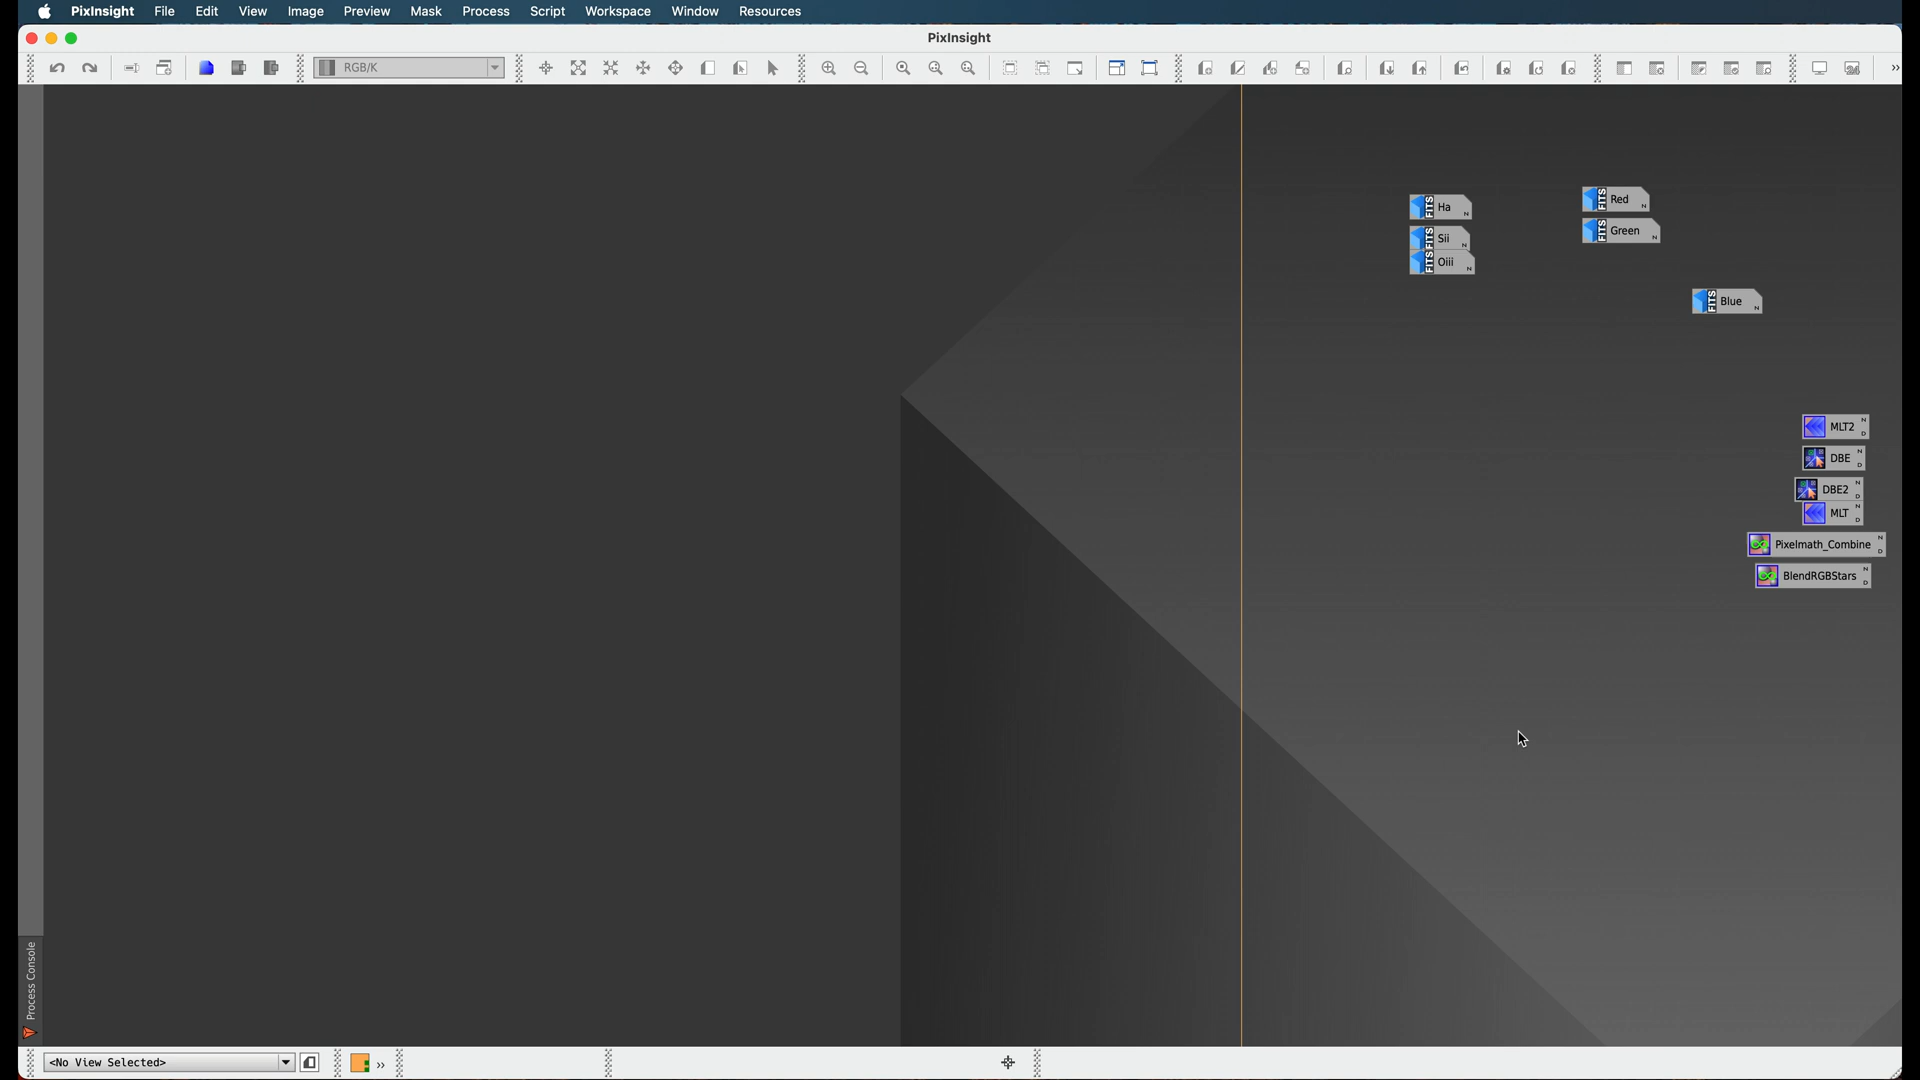 PixInsight File Edit View Image Preview Mask Process Script Workspace Window Resources
PixInsight
RGB/K
Ha
Sii
Oiii
Red
Green
Blue
MLT2
DBE
DBE2
MLT
Pixelmath_Combine
BlendRGBStars
Process Console
<No View Selected>